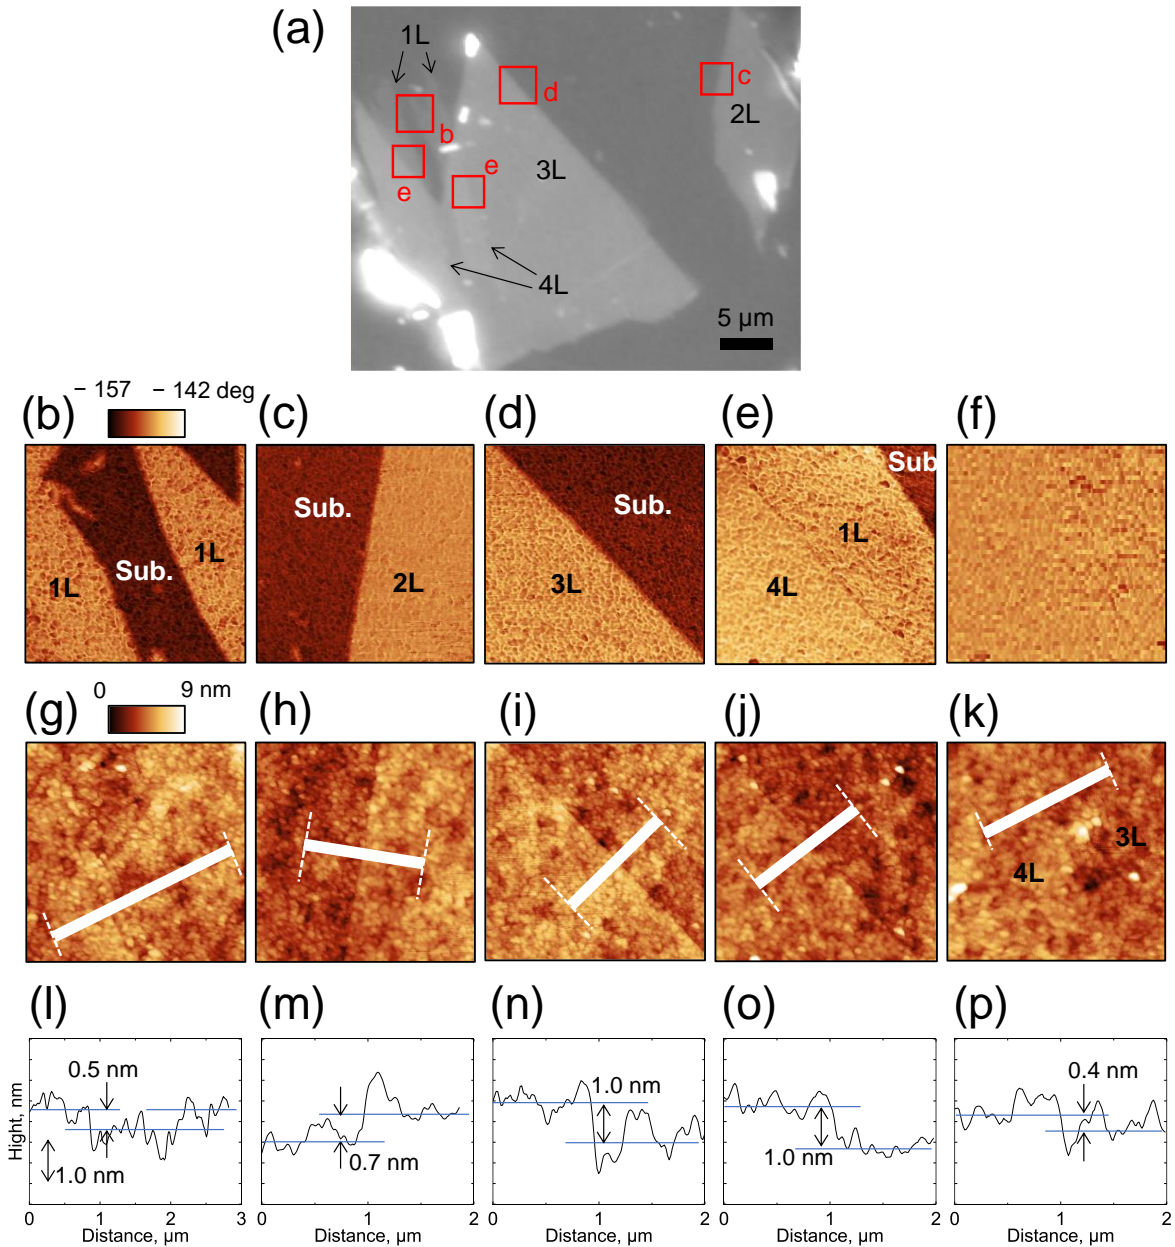 (a)
1L
d
c
2L
b
e
e
3L
4L
5 μm
− 157 − 142 deg
(b) (c) (d) (e) (f)
Sub. Sub. Sub.
1L 1L Sub. 2L 3L 1L 4L
0 9 nm
(g) (h) (i) (j) (k)
3L
4L
(l) (m) (n) (o) (p)
Hight, nm
0.5 nm
1.0 nm
0.7 nm
1.0 nm
1.0 nm
0.4 nm
0 1 2 3 0 1 2 0 1 2 0 1 2 0 1 2
Distance, μm Distance, μm Distance, μm Distance, μm Distance, μm